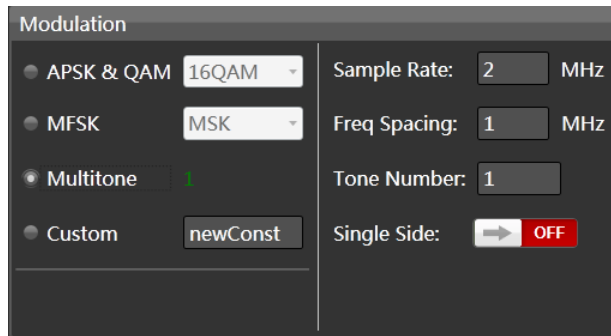 Modulation
APSK & QAM 16QAM
MFSK MSK
Multitone 1
Custom newConst
Sample Rate: 2 MHz
Freq Spacing: 1 MHz
Tone Number: 1
Single Side: OFF